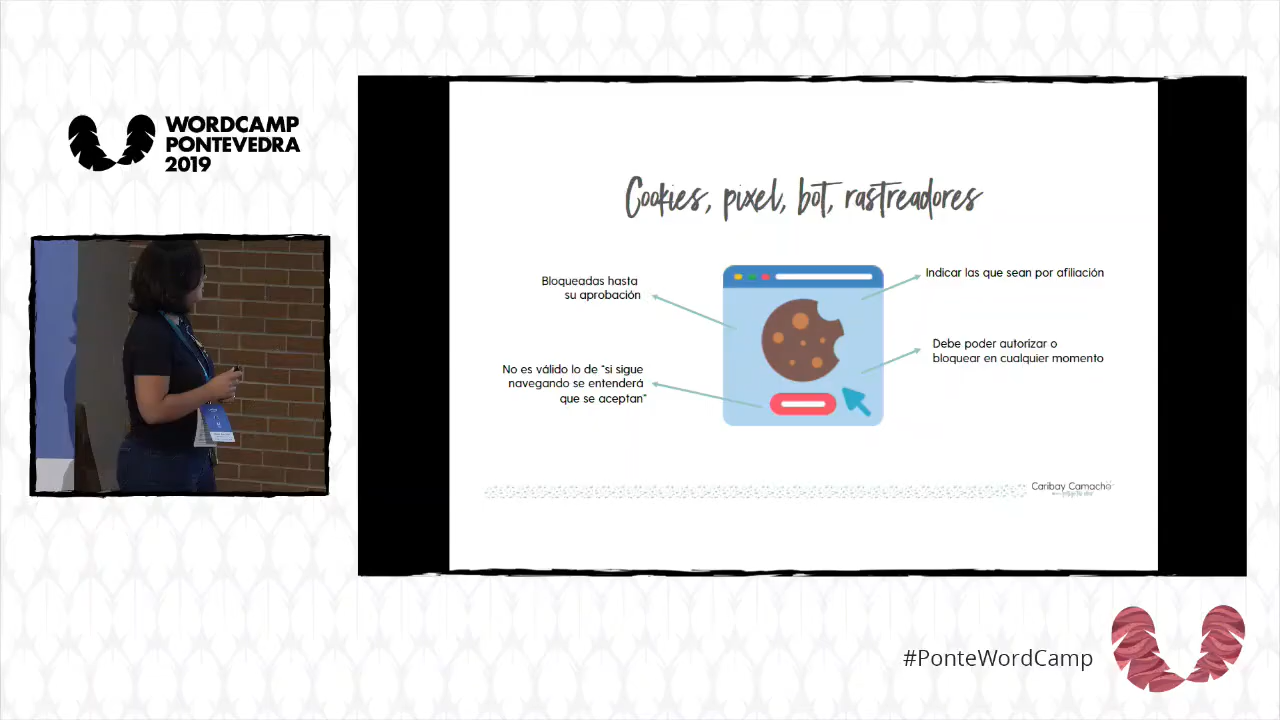 WORDCAMP
PONTEVEDRA
2019
Cookies, pixel, bot, rastreadores
Bloqueadas hasta
su aprobación
Indicar las que sean por afiliación
Debe poder autorizar o
bloquear en cualquier momento
No es válido lo de "si sigue
navegando se entenderá
que se aceptan"
Caribay Camacho
#PonteWordCamp